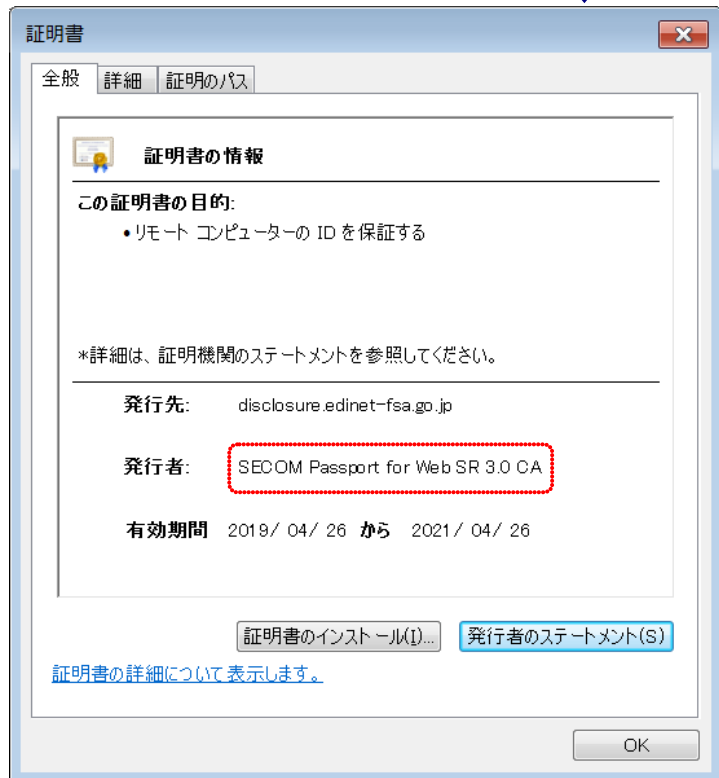 証明書
全般 詳細 証明のパス
証明書の情報
この証明書の目的:
•リモート コンピューターの ID を保証する
*詳細は、証明機関のステートメントを参照してください。
発行先: disclosure.edinet-fsa.go.jp
発行者: SECOM Passport for Web SR 3.0 CA
有効期間 2019/ 04/ 26 から 2021/ 04/ 26
証明書のインストール(I)... 発行者のステートメント(S)
証明書の詳細について表示します。
OK